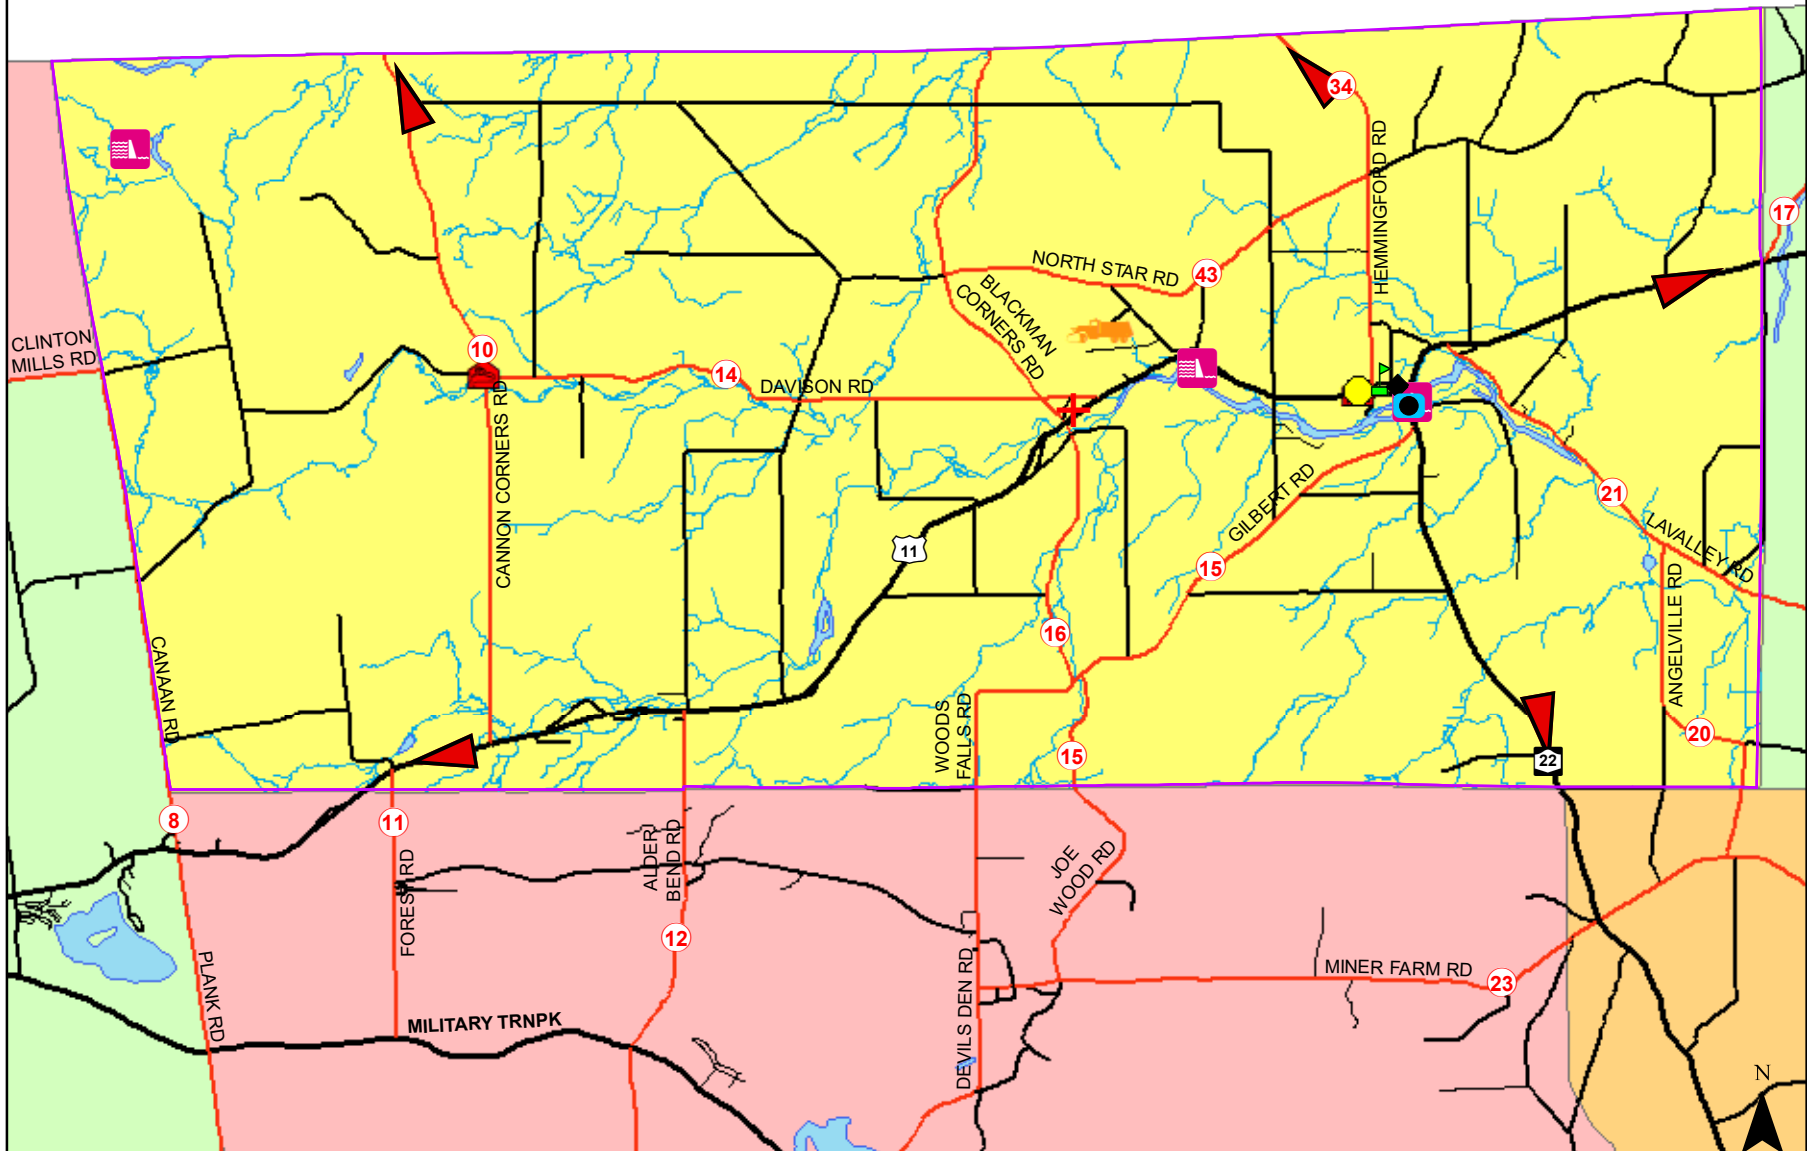 34
HEMMINGFORD RD
17
NORTH STAR RD
43
BLACKMAN
CORNERS RD
CLINTON
MILLS RD
10
14
DAVISON RD
CANNON CORNERS RD
GILBERT RD
21
LAVALLEY RD
11
15
ANGELVILLE RD
16
CANAAN RD
WOODS
FALLS RD
20
15
22
8
11
ALDER
BEND RD
JOE
WOOD RD
FOREST RD
12
PLANK RD
DEVILS DEN RD
MINER FARM RD
23
MILITARY TRNPK
N